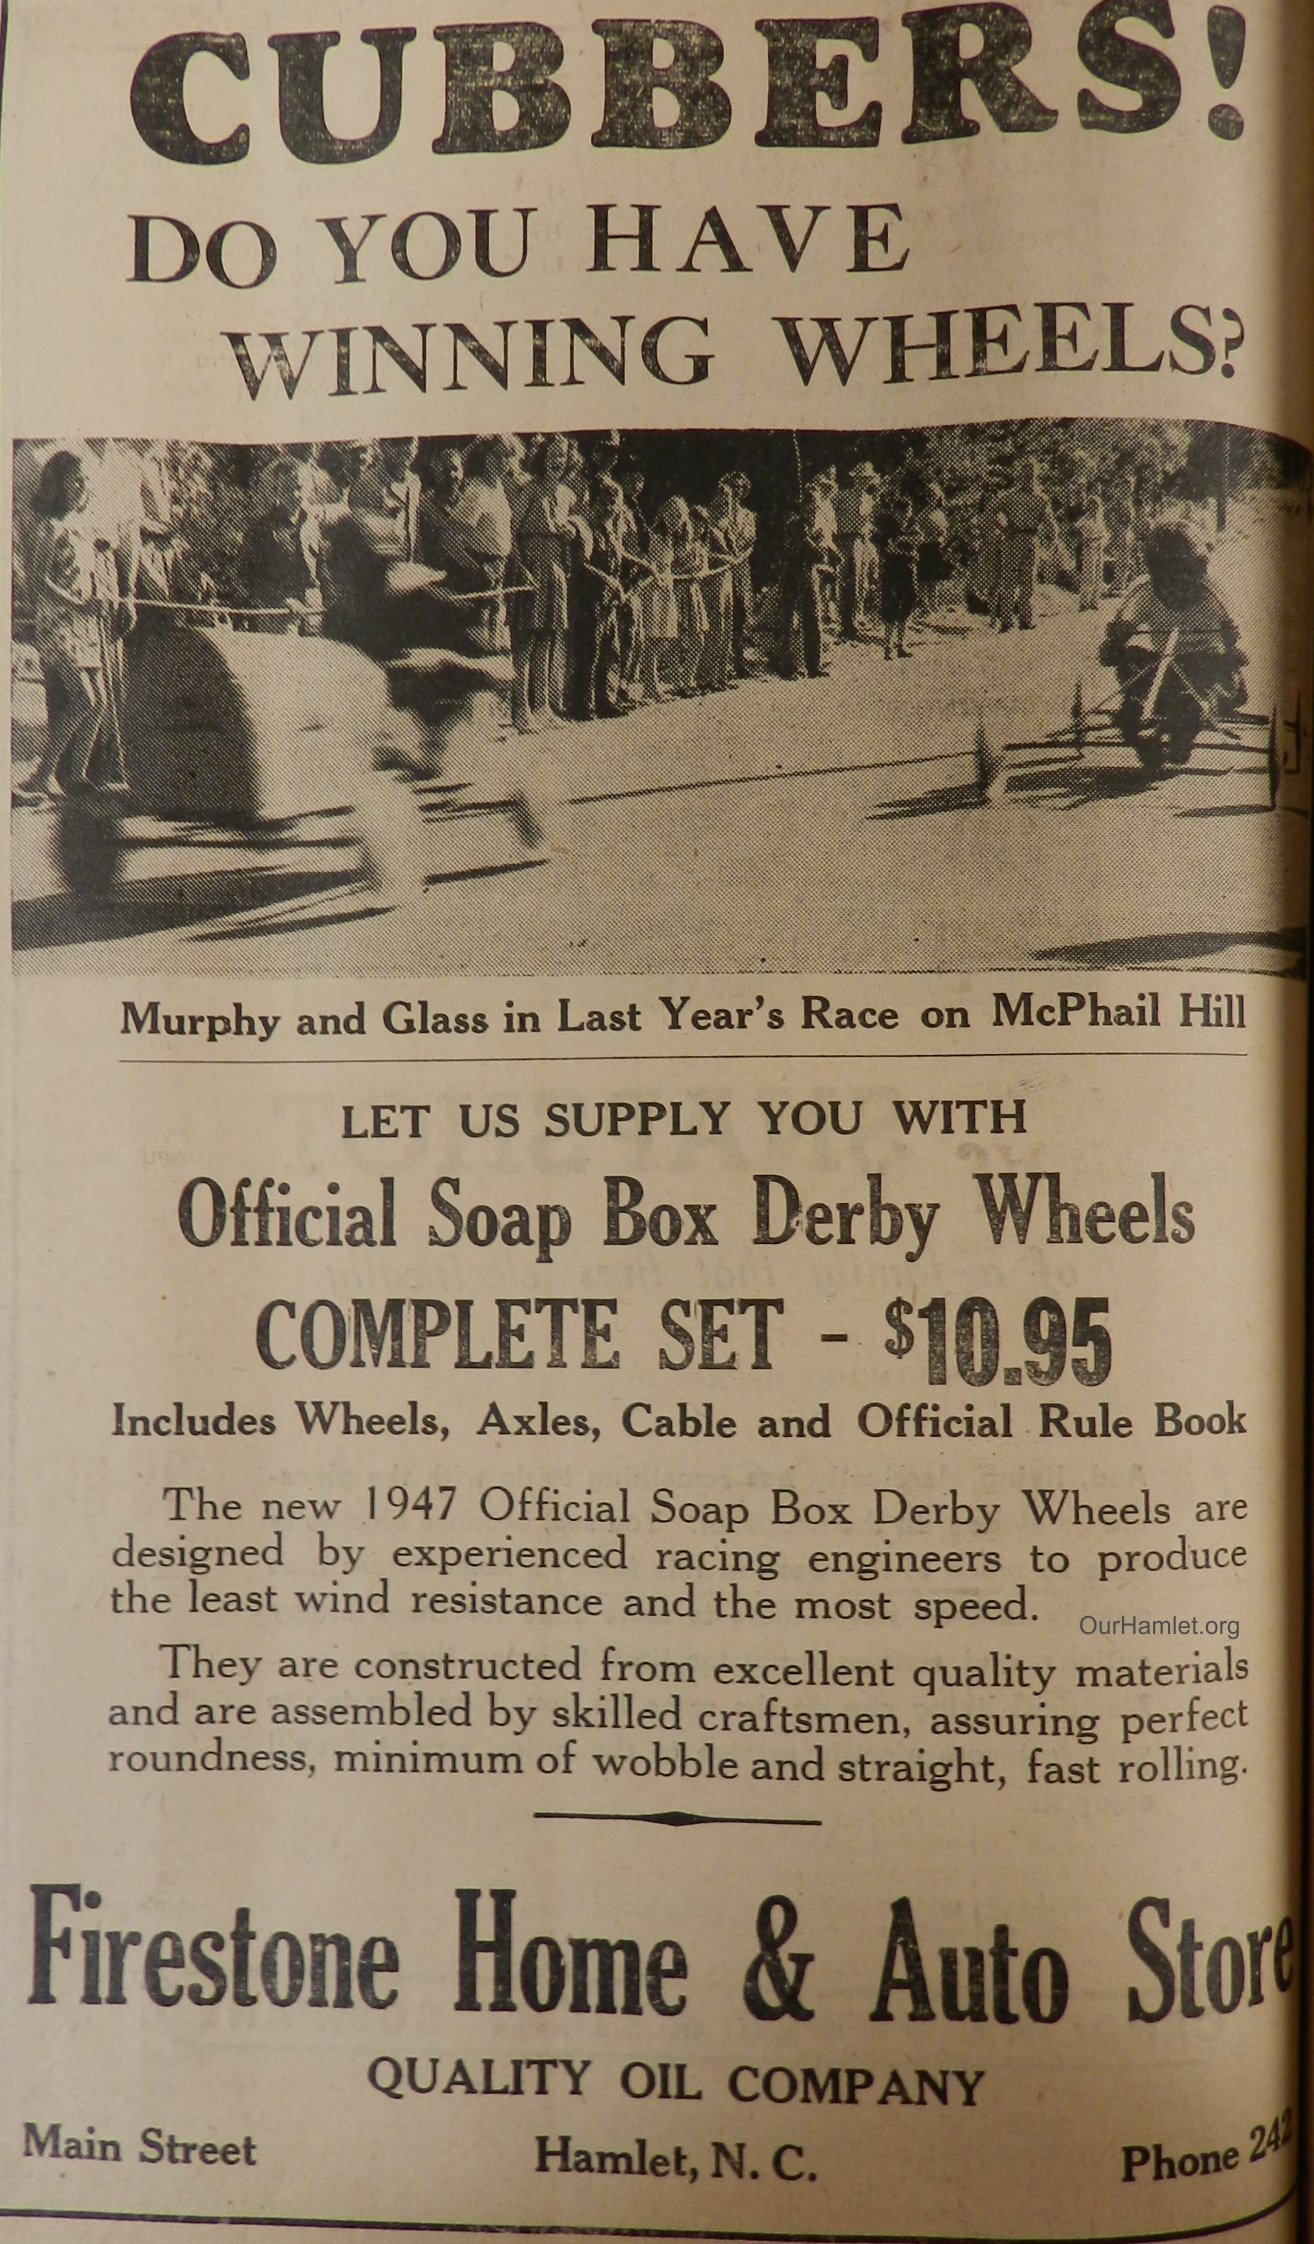 CUBBERS!
DO YOU HAVE
WINNING WHEELS?
Murphy and Glass in Last Year's Race on McPhail Hill
LET US SUPPLY YOU WITH
Official Soap Box Derby Wheels
COMPLETE SET - $10.95
Includes Wheels, Axles, Cable and Official Rule Book
The new 1947 Official Soap Box Derby Wheels are
designed by experienced racing engineers to produce
the least wind resistance and the most speed.
OurHamlet.org
They are constructed from excellent quality materials
and are assembled by skilled craftsmen, assuring perfect
roundness, minimum of wobble and straight, fast rolling.
Firestone Home & Auto Store
QUALITY OIL COMPANY
Main Street Hamlet, N. C. Phone 242